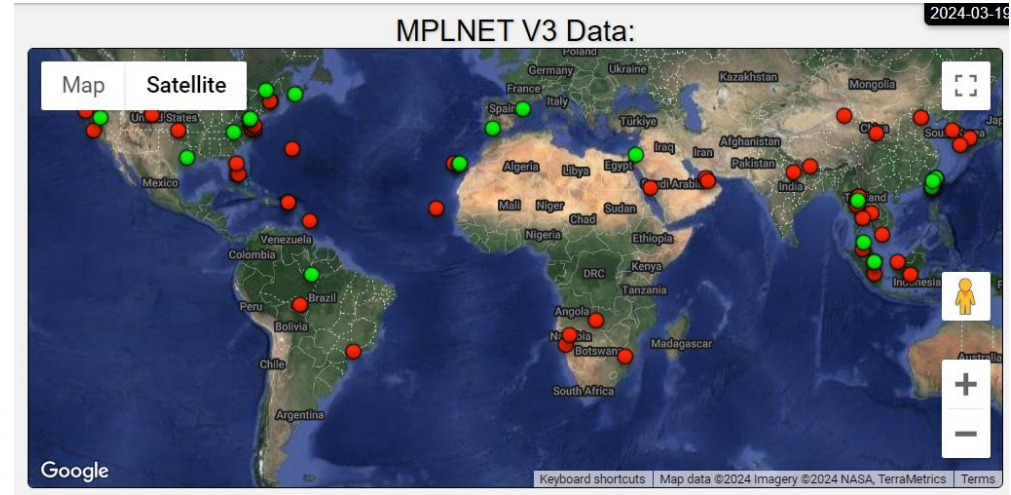 2024-03-19
MPLNET V3 Data:
Map
Satellite
Poland
Germany
Ukraine
Kazakhstan
Mongolia
France
Italy
Spain
Türkiye
United States
Iraq
Iran
Afghanistan
Pakistan
China
Algeria
Libya
Egypt
Mexico
India
Mali
Niger
Chad
Sudan
Nigeria
Ethiopia
Venezuela
Colombia
DRC
Kenya
Tanzania
Peru
Brazil
Bolivia
Angola
Botswana
Madagascar
Indonesia
Chile
Australia
South Africa
Argentina
Google
Keyboard shortcuts
Map data ©2024 Imagery ©2024 NASA, TerraMetrics
Terms